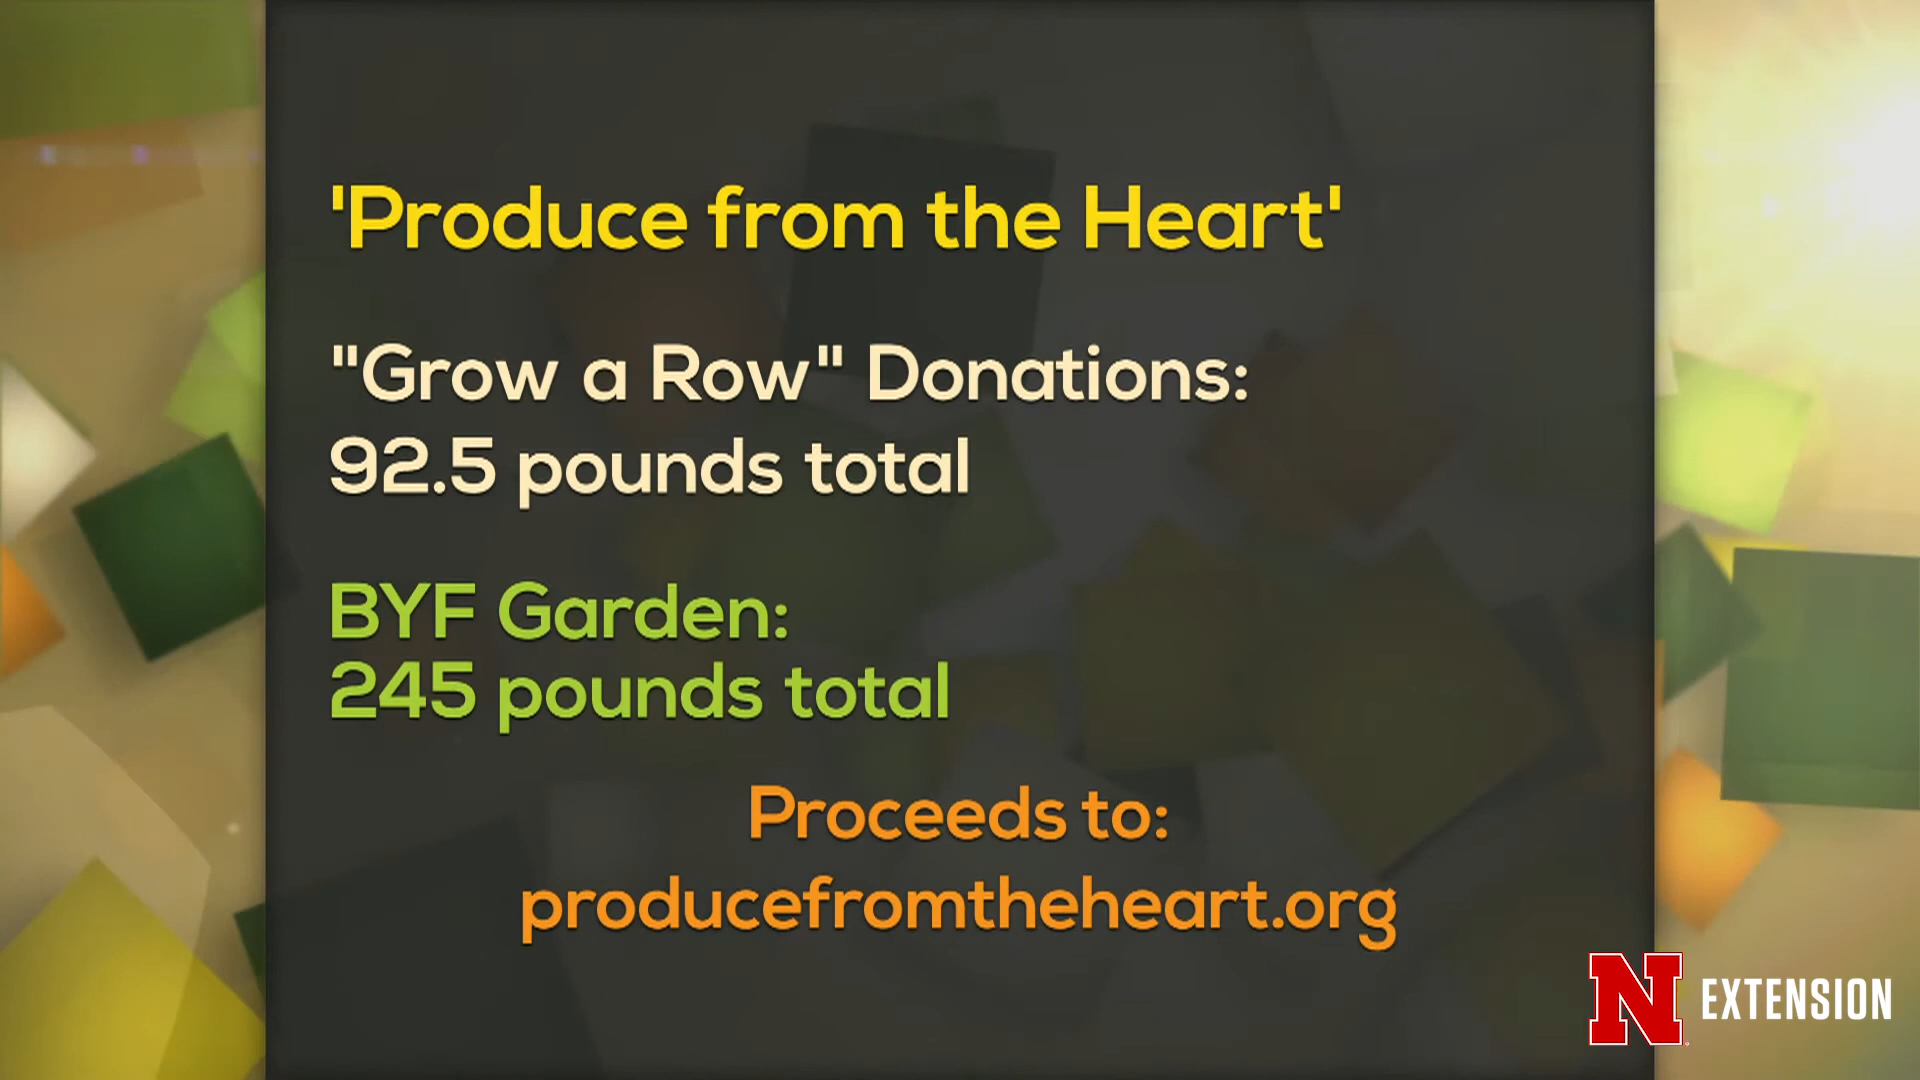 'Produce from the Heart'
"Grow a Row" Donations:
92.5 pounds total
BYF Garden:
245 pounds total
Proceeds to:
producefromtheheart.org
N EXTENSION